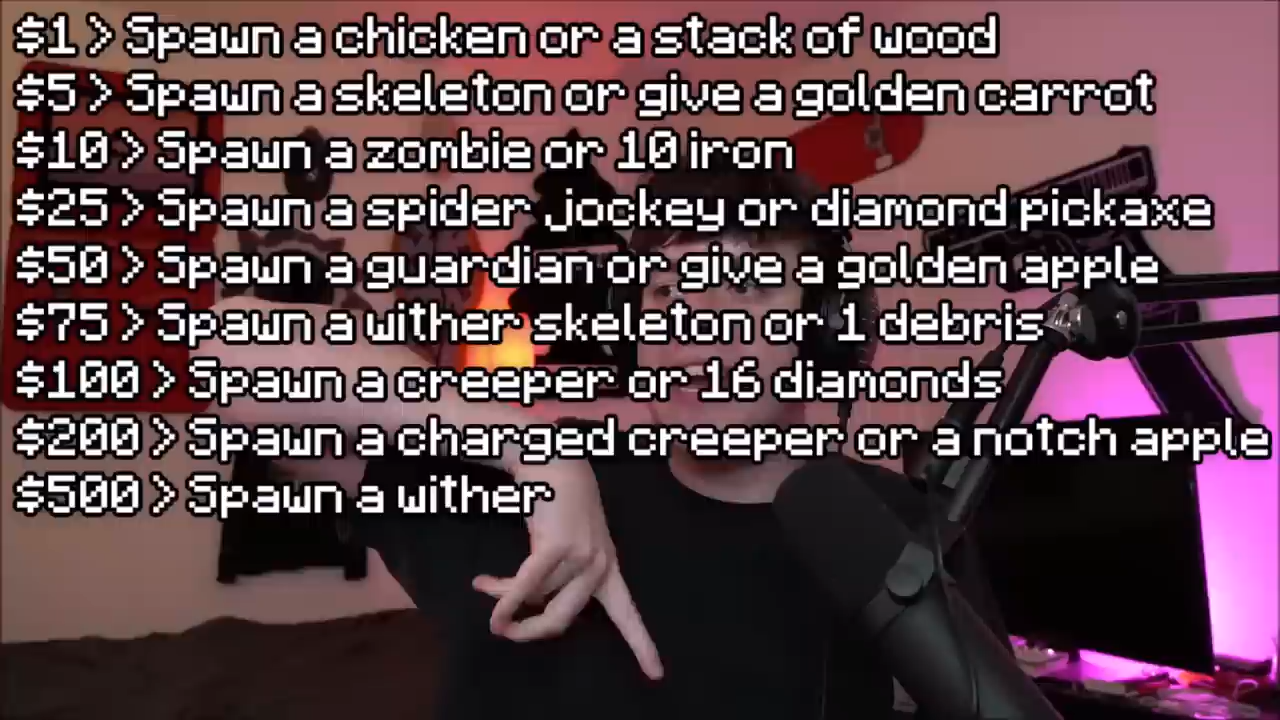 $1 > Spawn a chicken or a stack of wood
$5 > Spawn a skeleton or give a golden carrot
$10 > Spawn a zombie or 10 iron
$25 > Spawn a spider jockey or diamond pickaxe
$50 > Spawn a guardian or give a golden apple
$75 > Spawn a wither skeleton or 1 debris
$100 > Spawn a creeper or 16 diamonds
$200 > Spawn a charged creeper or a notch apple
$500 > Spawn a wither